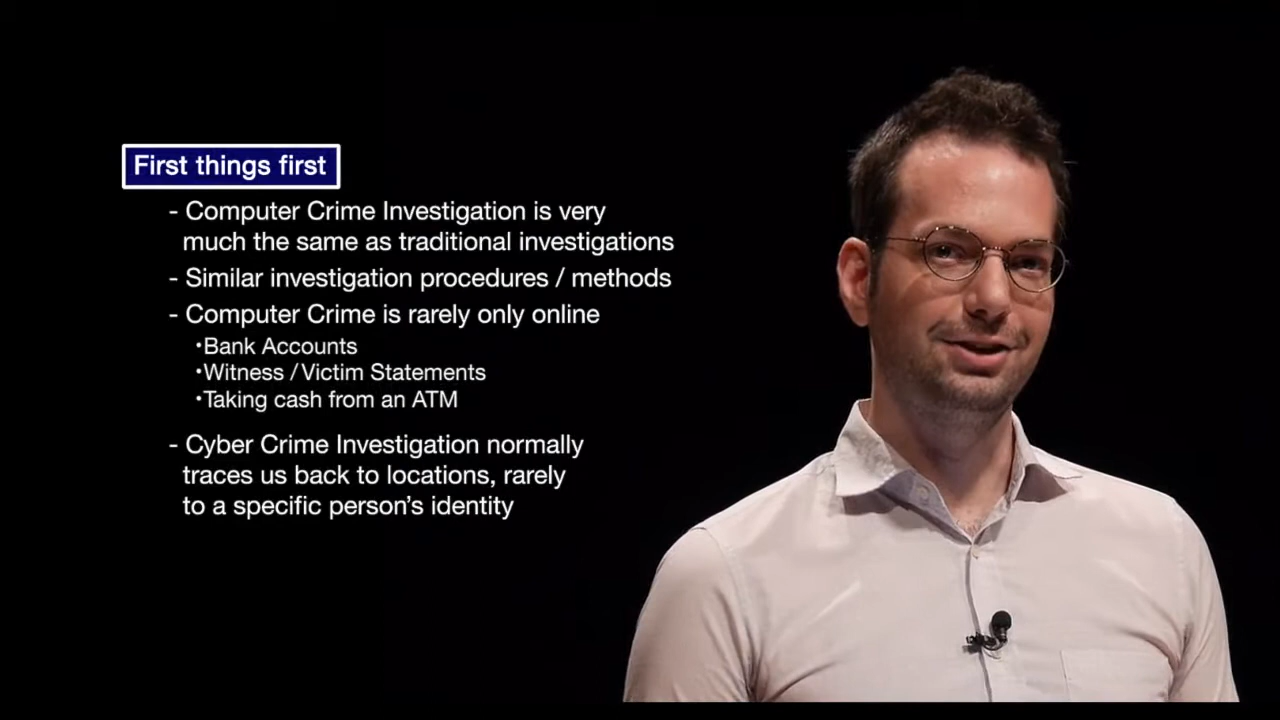 First things first
- Computer Crime Investigation is very
much the same as traditional investigations
- Similar investigation procedures / methods
- Computer Crime is rarely only online
•Bank Accounts
•Witness / Victim Statements
•Taking cash from an ATM
- Cyber Crime Investigation normally
traces us back to locations, rarely
to a specific person's identity